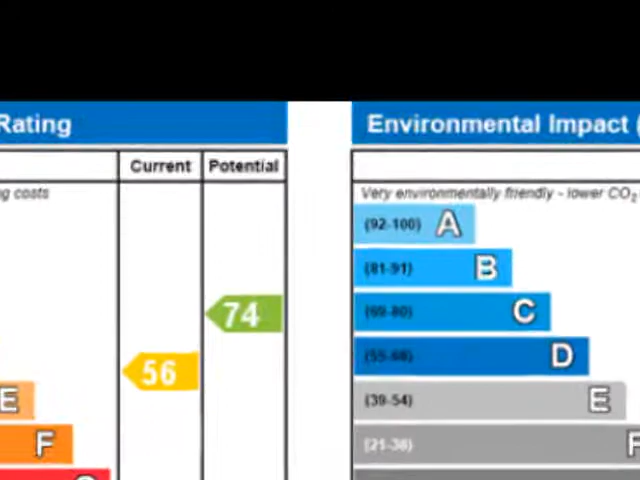 Rating
Current Potential
g costs
74
56
E
F
Environmental Impact (
Very environmentally friendly - lower CO2
(92-100) A
(81-91) B
(69-80) C
(55-68) D
(39-54) E
(21-38) F